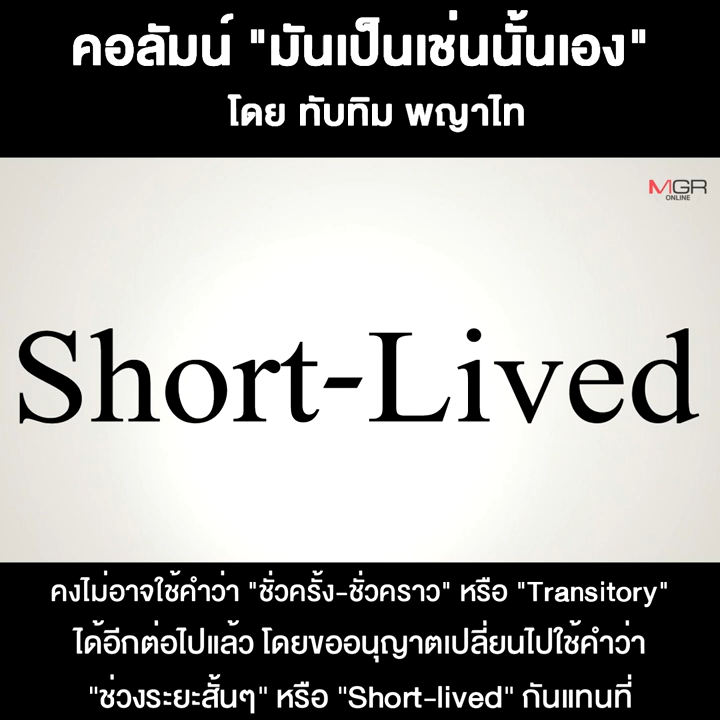 คอลัมน์ "มันเป็นเช่นนั้นเอง"
โดย ทับทิม พญาไท
MGR
ONLINE
Short-Lived
คงไม่อาจใช้คำว่า "ชั่วครั้ง-ชั่วคราว" หรือ "Transitory"
ได้อีกต่อไปแล้ว โดยขออนุญาตเปลี่ยนไปใช้คำว่า
"ช่วงระยะสั้นๆ" หรือ "Short-lived" กันแทนที่